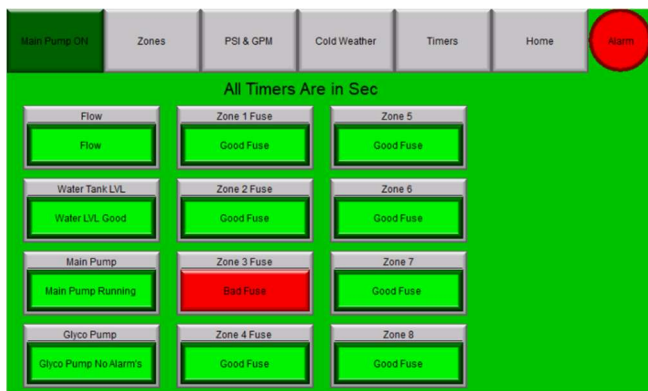 Main Pump ON
Zones
PSI & GPM
Cold Weather
Timers
Home
Alarm
All Timers Are in Sec
Flow
Flow
Zone 1 Fuse
Good Fuse
Zone 5
Good Fuse
Water Tank LVL
Water LVL Good
Zone 2 Fuse
Good Fuse
Zone 6
Good Fuse
Main Pump
Main Pump Running
Zone 3 Fuse
Bad Fuse
Zone 7
Good Fuse
Glyco Pump
Glyco Pump No Alarm's
Zone 4 Fuse
Good Fuse
Zone 8
Good Fuse